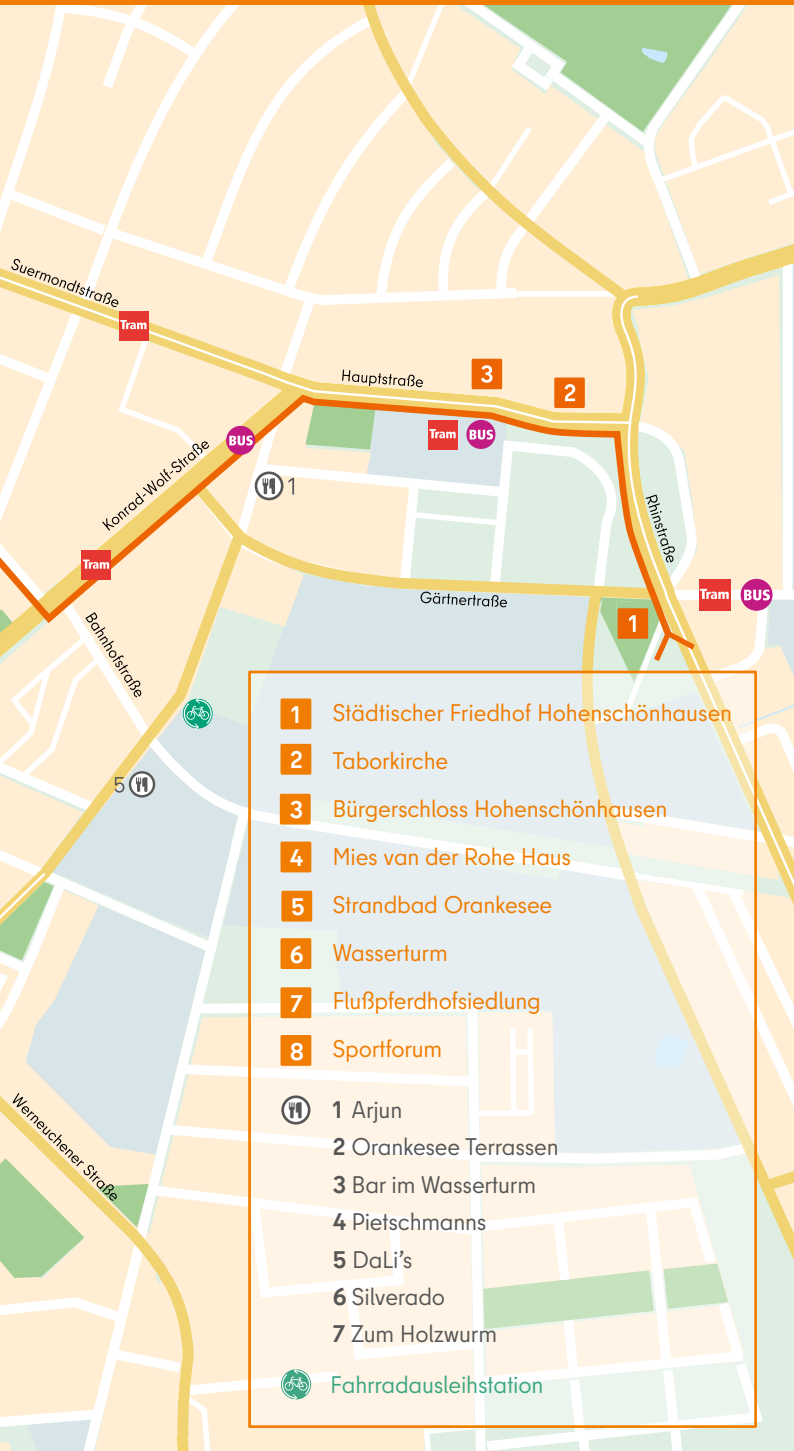 Suermondtstraße
Tram
Hauptstraße
3
2
BUS
Tram
BUS
Konrad-Wolf-Straße
1
Rhinstraße
Tram
Gärtnertraße
Tram
BUS
1
Bahnhofstraße
5
1 Städtischer Friedhof Hohenschönhausen
2 Taborkirche
3 Bürgerschloss Hohenschönhausen
4 Mies van der Rohe Haus
5 Strandbad Orankesee
6 Wasserturm
7 Flußpferdhofsiedlung
8 Sportforum
1 Arjun
2 Orankesee Terrassen
3 Bar im Wasserturm
4 Pietschmanns
5 DaLi's
6 Silverado
7 Zum Holzwurm
Fahrradausleihstation
Werneuchener Straße